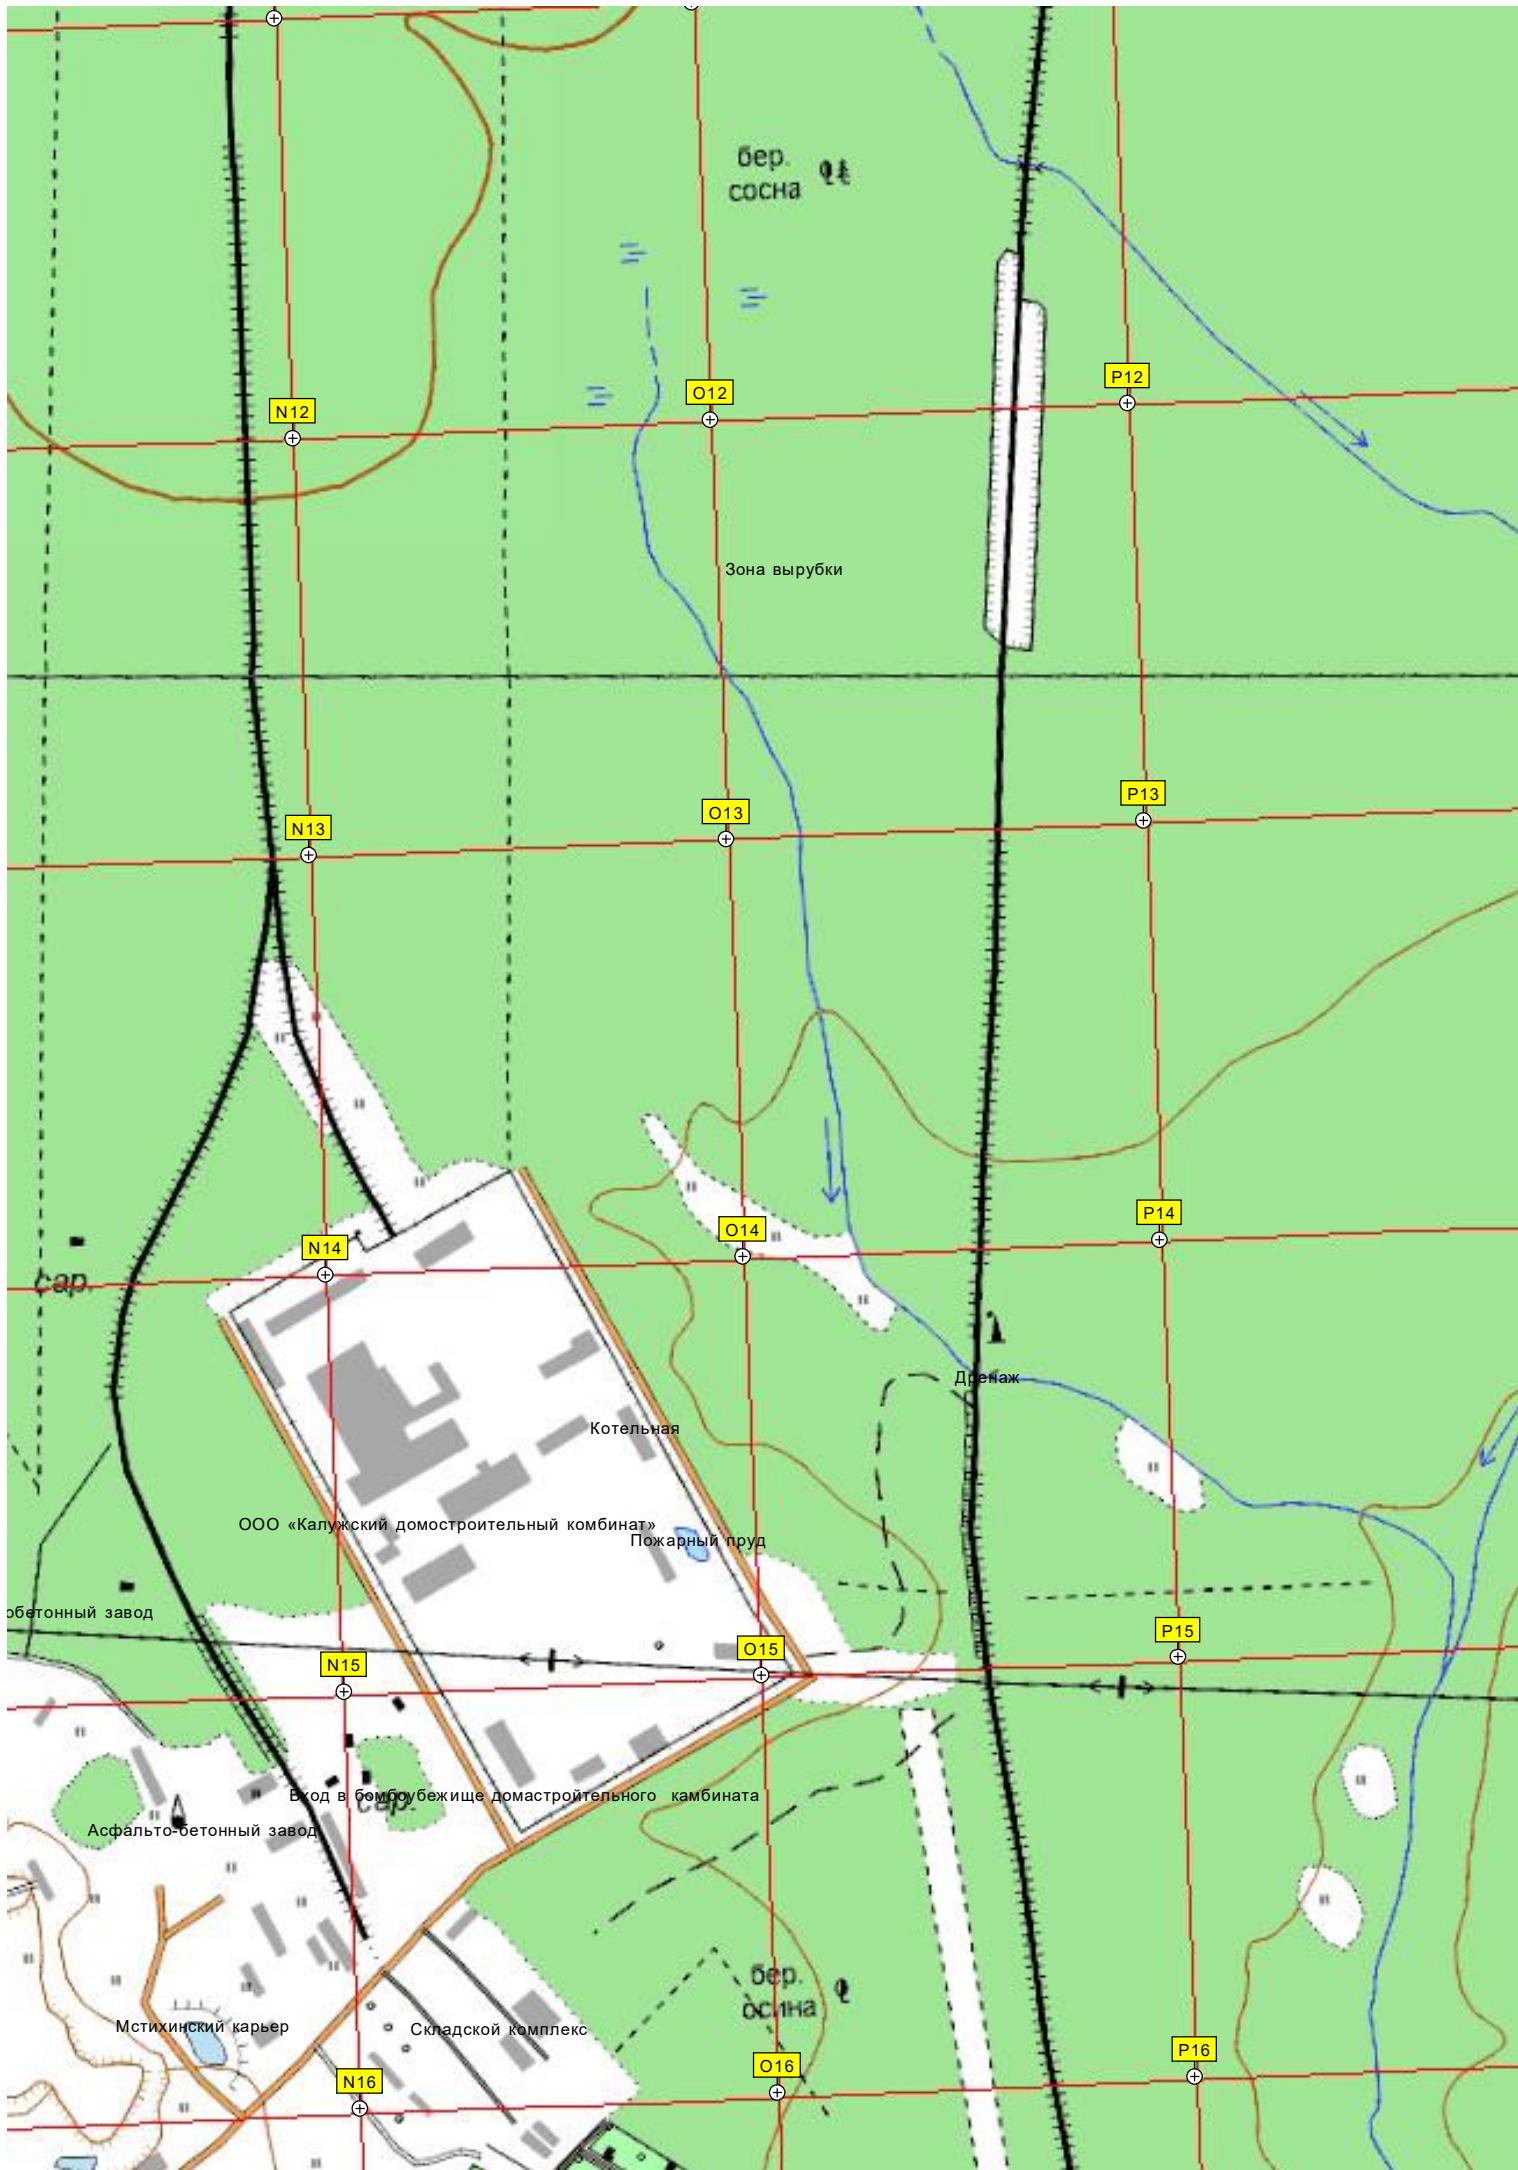 бер.
сосна
P12
O12
N12
Зона вырубки
P13
O13
N13
P14
O14
N14
сар.
Дренаж
Котельная
ООО «Калужский домостроительный комбинат»
Пожарный пруд
обетонный завод
P15
O15
N15
Вход в бомбоубежище домастройтельного камбината
сар.
Асфальто-бетонный завод
бер.
осина
Мстихинский карьер
Складской комплекс
P16
O16
N16